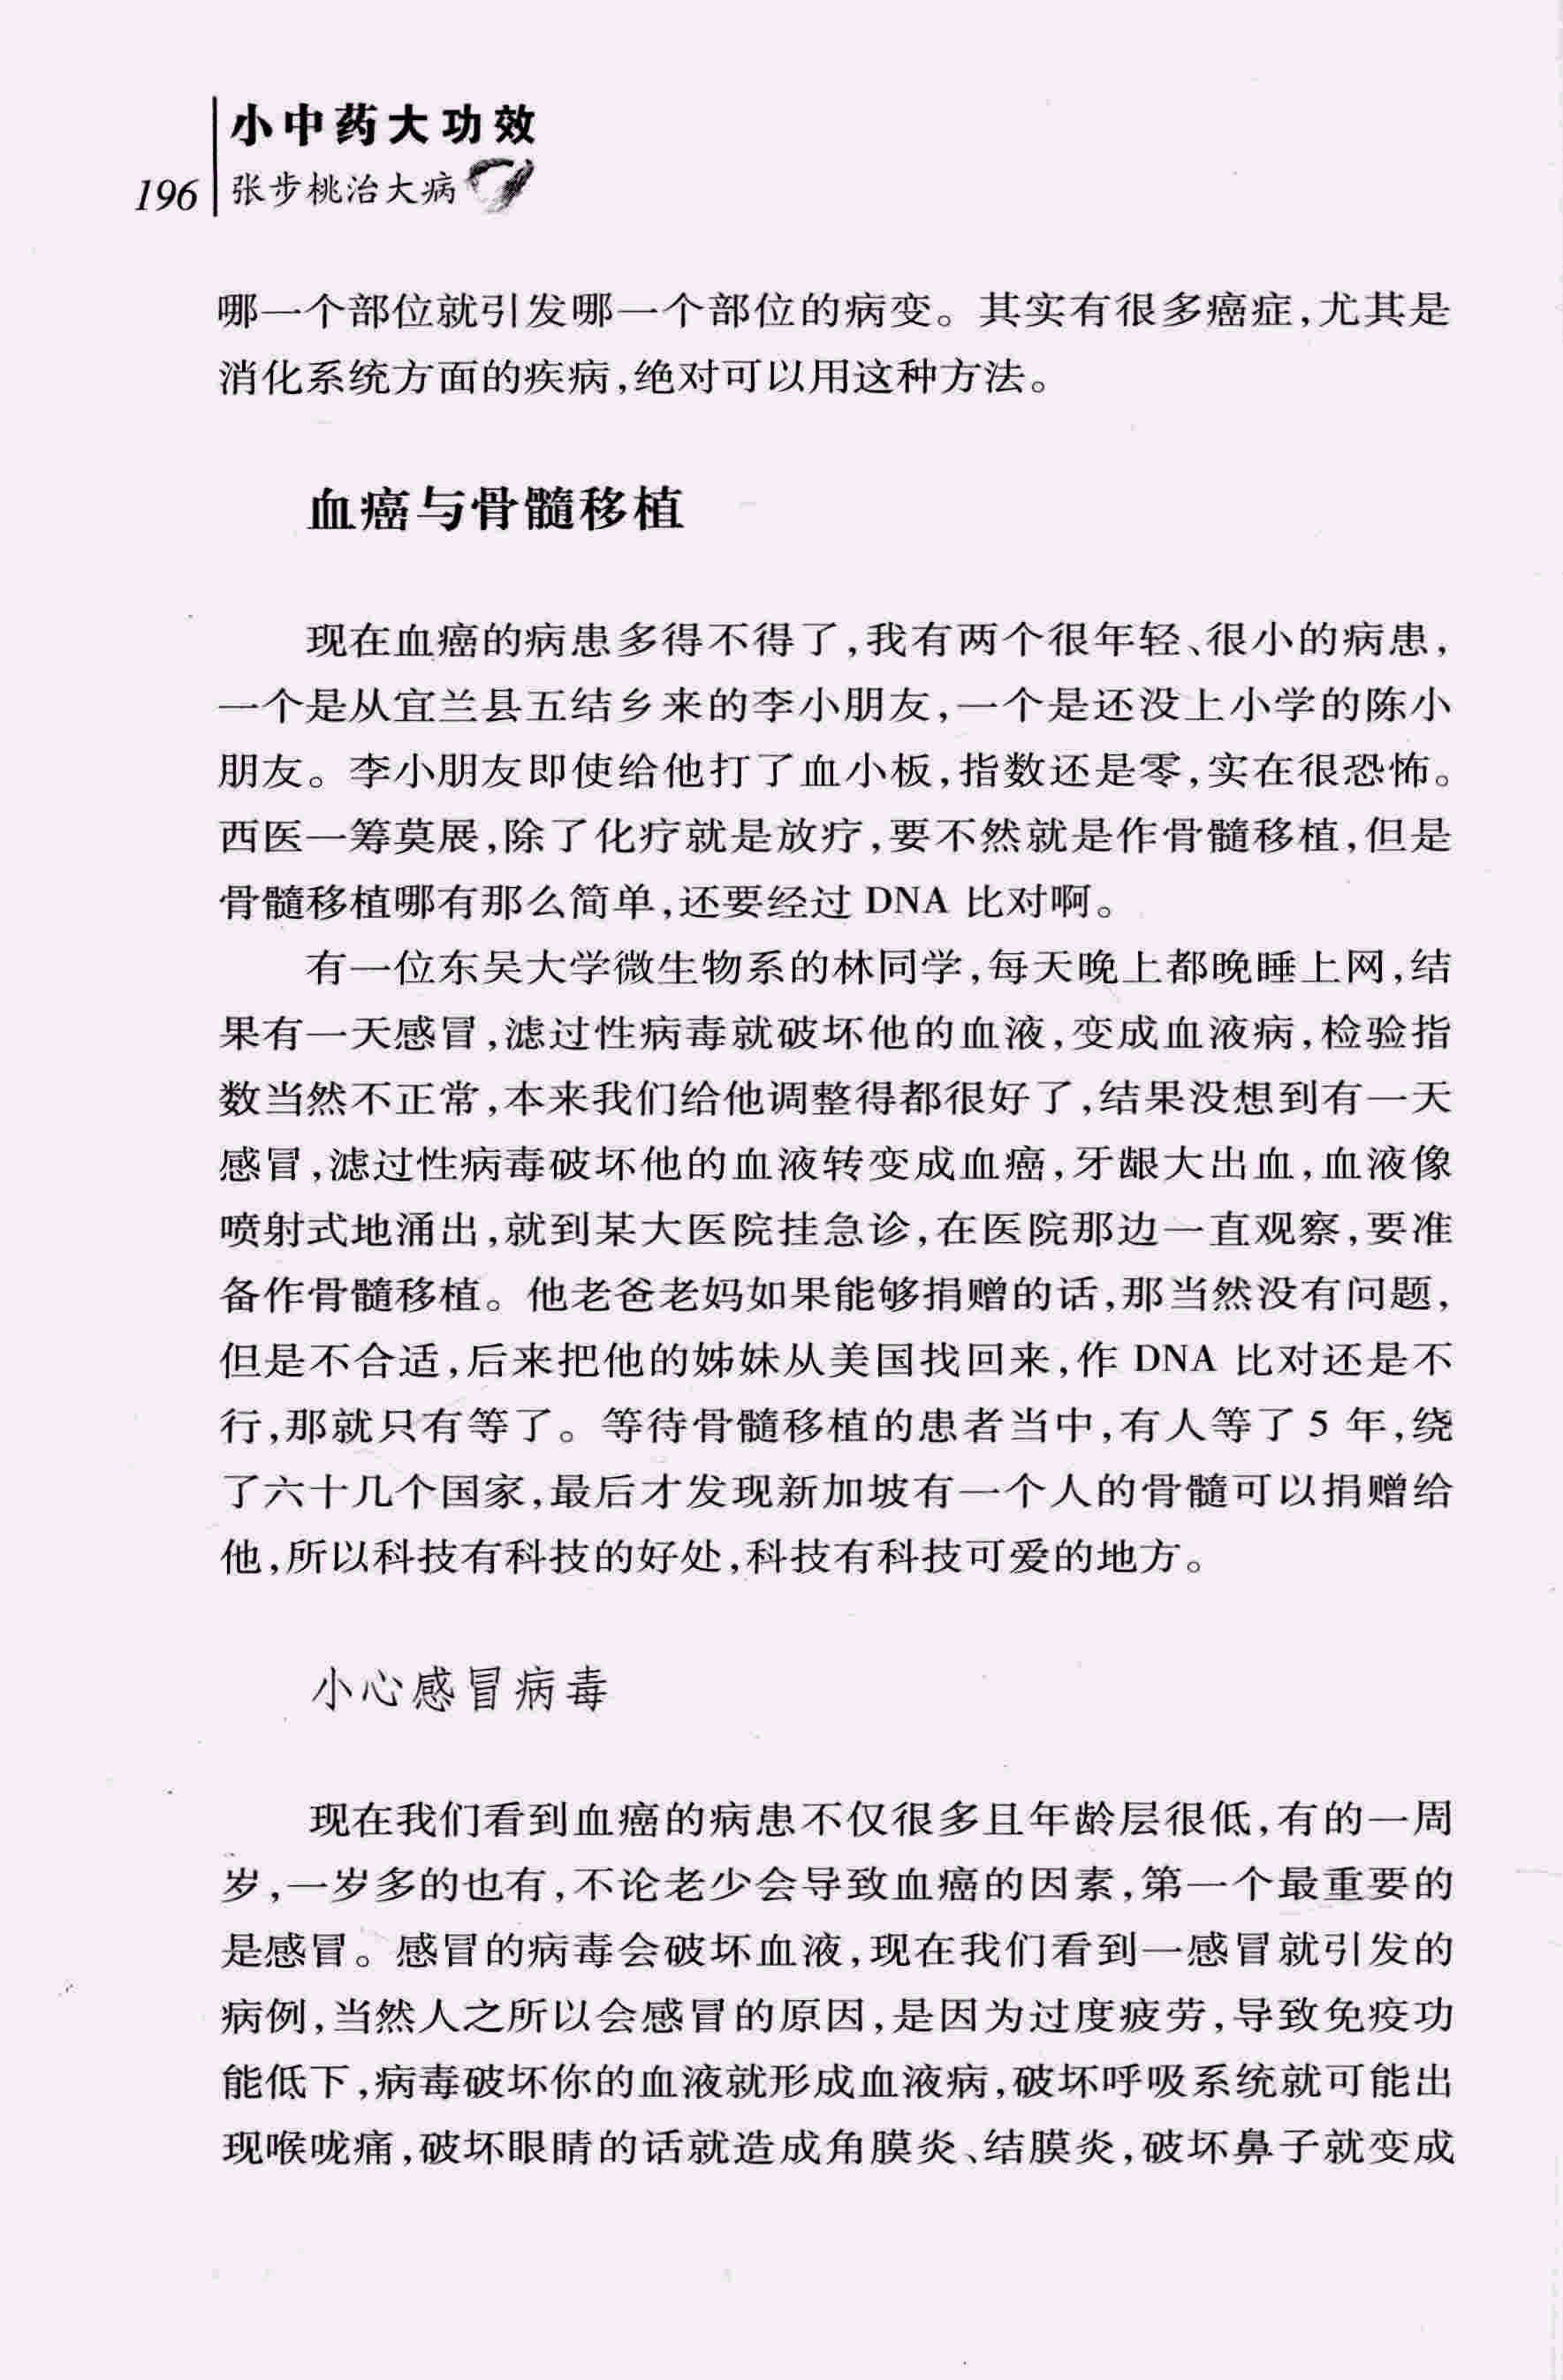 小中药大功效
196 张步桃治大病
哪一个部位就引发哪一个部位的病变。其实有很多癌症,尤其是
消化系统方面的疾病,绝对可以用这种方法。
血癌与骨髓移植
现在血癌的病患多得不得了,我有两个很年轻、很小的病患,
一个是从宜兰县五结乡来的李小朋友,一个是还没上小学的陈小
朋友。李小朋友即使给他打了血小板,指数还是零,实在很恐怖。
西医一筹莫展,除了化疗就是放疗,要不然就是作骨髓移植,但是
骨髓移植哪有那么简单,还要经过 DNA 比对啊。
有一位东吴大学微生物系的林同学,每天晚上都晚睡上网,结
果有一天感冒,滤过性病毒就破坏他的血液,变成血液病,检验指
数当然不正常,本来我们给他调整得都很好了,结果没想到有一天
感冒,滤过性病毒破坏他的血液转变成血癌,牙龈大出血,血液像
喷射式地涌出,就到某大医院挂急诊,在医院那边一直观察,要准
备作骨髓移植。他老爸老妈如果能够捐赠的话,那当然没有问题,
但是不合适,后来把他的姊妹从美国找回来,作 DNA 比对还是不
行,那就只有等了。等待骨髓移植的患者当中,有人等了 5 年,绕
了六十几个国家,最后才发现新加坡有一个人的骨髓可以捐赠给
他,所以科技有科技的好处,科技有科技可爱的地方。
小心感冒病毒
现在我们看到血癌的病患不仅很多且年龄层很低,有的一周
岁,一岁多的也有,不论老少会导致血癌的因素,第一个最重要的
是感冒。感冒的病毒会破坏血液,现在我们看到一感冒就引发的
病例,当然人之所以会感冒的原因,是因为过度疲劳,导致免疫功
能低下,病毒破坏你的血液就形成血液病,破坏呼吸系统就可能出
现喉咙痛,破坏眼睛的话就造成角膜炎、结膜炎,破坏鼻子就变成